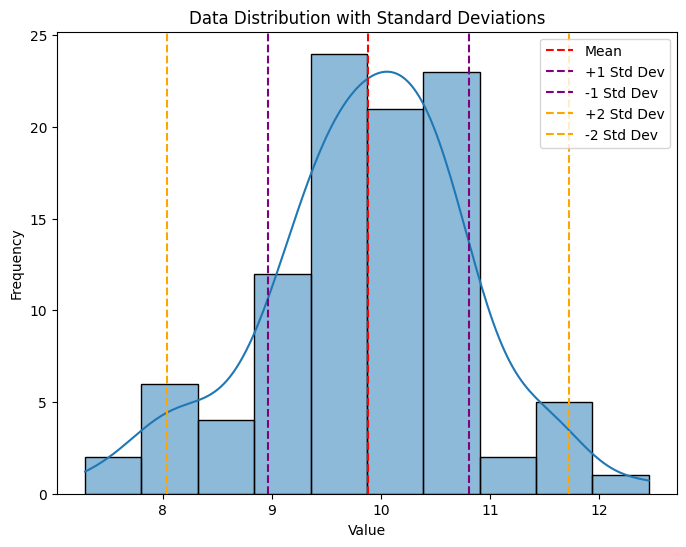 Data Distribution with Standard Deviations
25
20
15
10
5
0
Frequency
8
9
10
11
12
Value
Mean
+1 Std Dev
-1 Std Dev
+2 Std Dev
-2 Std Dev